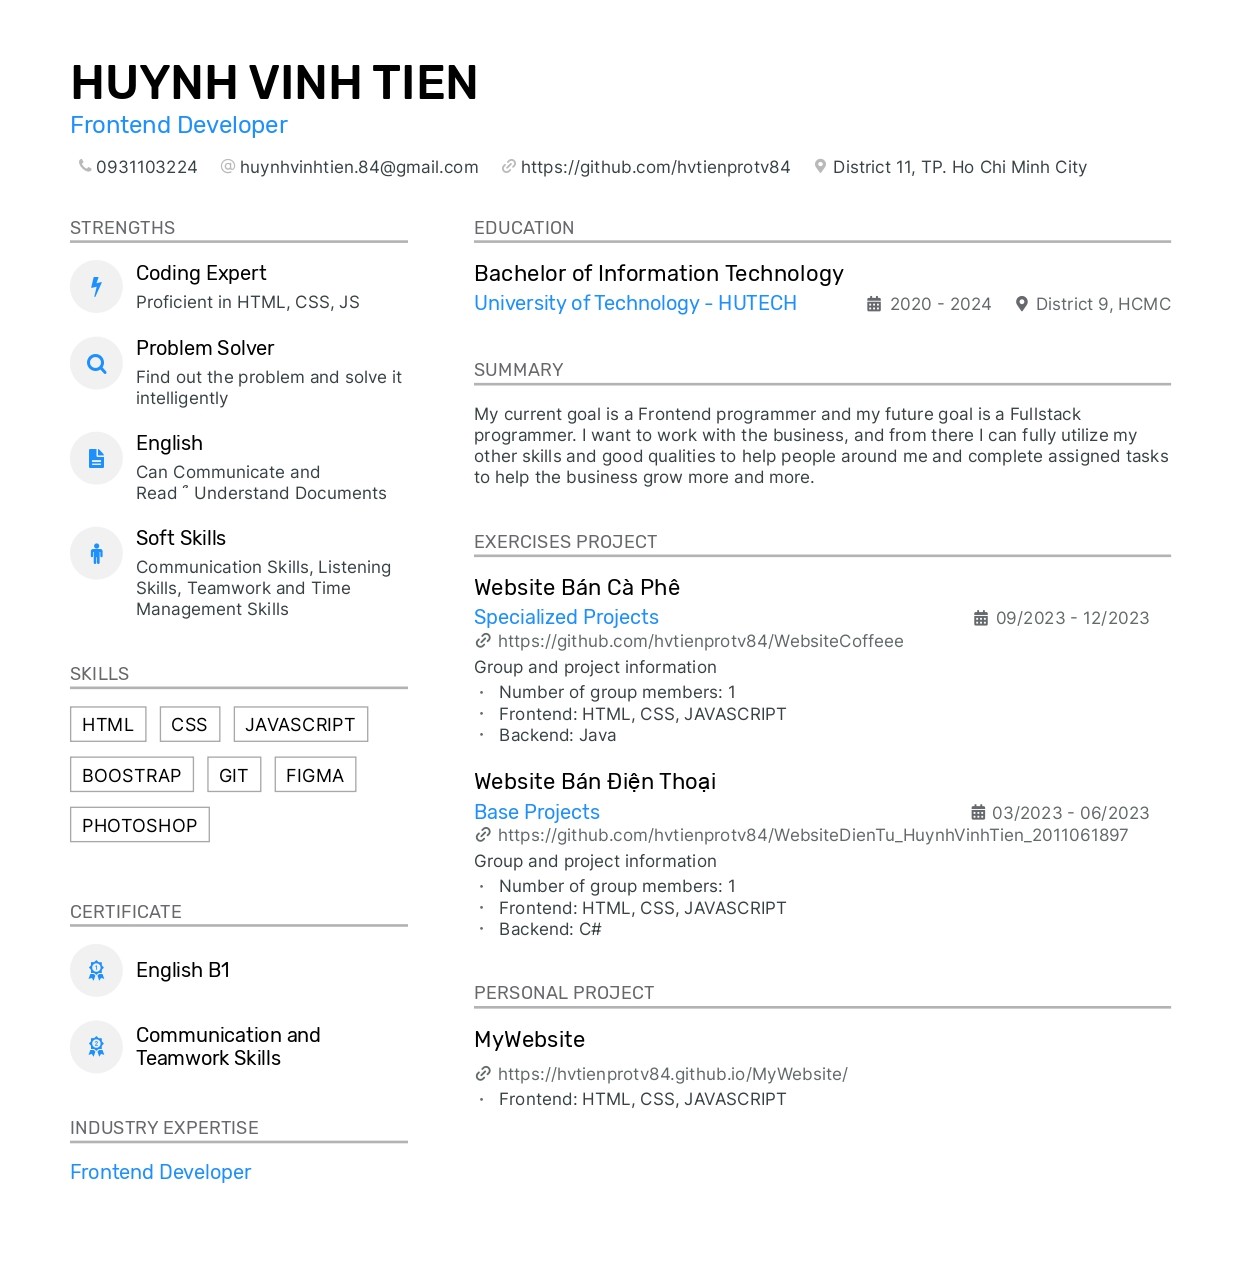 HUYNH VINH TIEN
Frontend Developer
0931103224 huynhvinhtien.84@gmail.com https://github.com/hvtienprotv84 District 11, TP. Ho Chi Minh City
STRENGTHS
Coding Expert
Proficient in HTML, CSS, JS
Problem Solver
Find out the problem and solve it
intelligently
English
Can Communicate and
Read ˜ Understand Documents
Soft Skills
Communication Skills, Listening
Skills, Teamwork and Time
Management Skills
SKILLS
HTML CSS JAVASCRIPT
BOOSTRAP GIT FIGMA
PHOTOSHOP
CERTIFICATE
English B1
Communication and
Teamwork Skills
INDUSTRY EXPERTISE
Frontend Developer
EDUCATION
Bachelor of Information Technology
University of Technology - HUTECH 2020 - 2024 District 9, HCMC
SUMMARY
My current goal is a Frontend programmer and my future goal is a Fullstack
programmer. I want to work with the business, and from there I can fully utilize my
other skills and good qualities to help people around me and complete assigned tasks
to help the business grow more and more.
EXERCISES PROJECT
Website Bán Cà Phê
Specialized Projects 09/2023 - 12/2023
https://github.com/hvtienprotv84/WebsiteCoffeee
Group and project information
· Number of group members: 1
· Frontend: HTML, CSS, JAVASCRIPT
· Backend: Java
Website Bán Điện Thoại
Base Projects 03/2023 - 06/2023
https://github.com/hvtienprotv84/WebsiteDienTu_HuynhVinhTien_2011061897
Group and project information
· Number of group members: 1
· Frontend: HTML, CSS, JAVASCRIPT
· Backend: C#
PERSONAL PROJECT
MyWebsite
https://hvtienprotv84.github.io/MyWebsite/
· Frontend: HTML, CSS, JAVASCRIPT